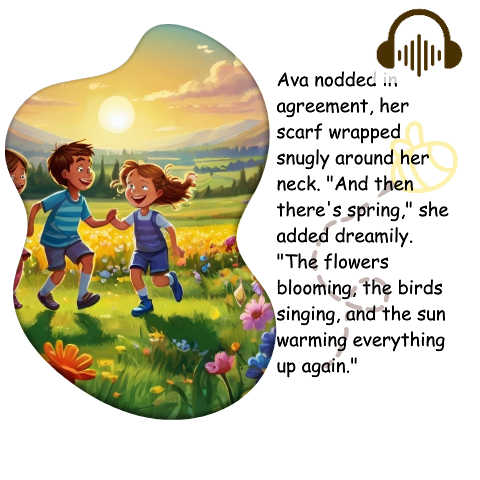 Ava nodded in
agreement, her
scarf wrapped
snugly around her
neck. "And then
there's spring," she
added dreamily.
"The flowers
blooming, the birds
singing, and the sun
warming everything
up again."